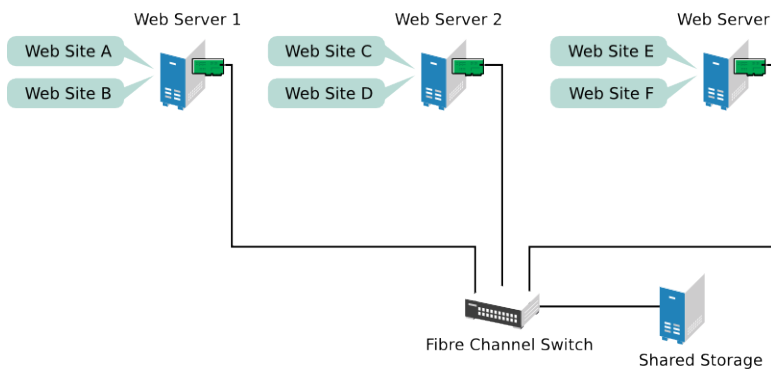 Web Server 1
Web Server 2
Web Server
Web Site A
Web Site C
Web Site E
Web Site B
Web Site D
Web Site F
Fibre Channel Switch
Shared Storage